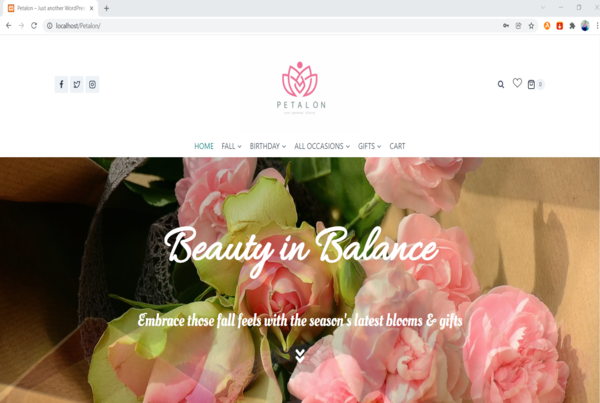 Petalon – Just another WordPres
localhost/Petalon/
PETALON
0
HOME FALL BIRTHDAY ALL OCCASIONS GIFTS CART
Beauty in Balance
Embrace those fall feels with the season's latest blooms & gifts